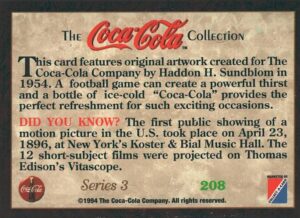 The Coca-Cola Collection
This card features original artwork created for The
Coca-Cola Company by Haddon H. Sundblom in
1954. A football game can create a powerful thirst
and a bottle of ice-cold "Coca-Cola" provides the
perfect refreshment for such exciting occasions.
DID YOU KNOW? The first public showing of a
motion picture in the U.S. took place on April 23,
1896, at New York's Koster & Bial Music Hall. The
12 short-subject films were projected on Thomas
Edison's Vitascope.
Series 3
208
©1994 The Coca-Cola Company. All rights reserved.